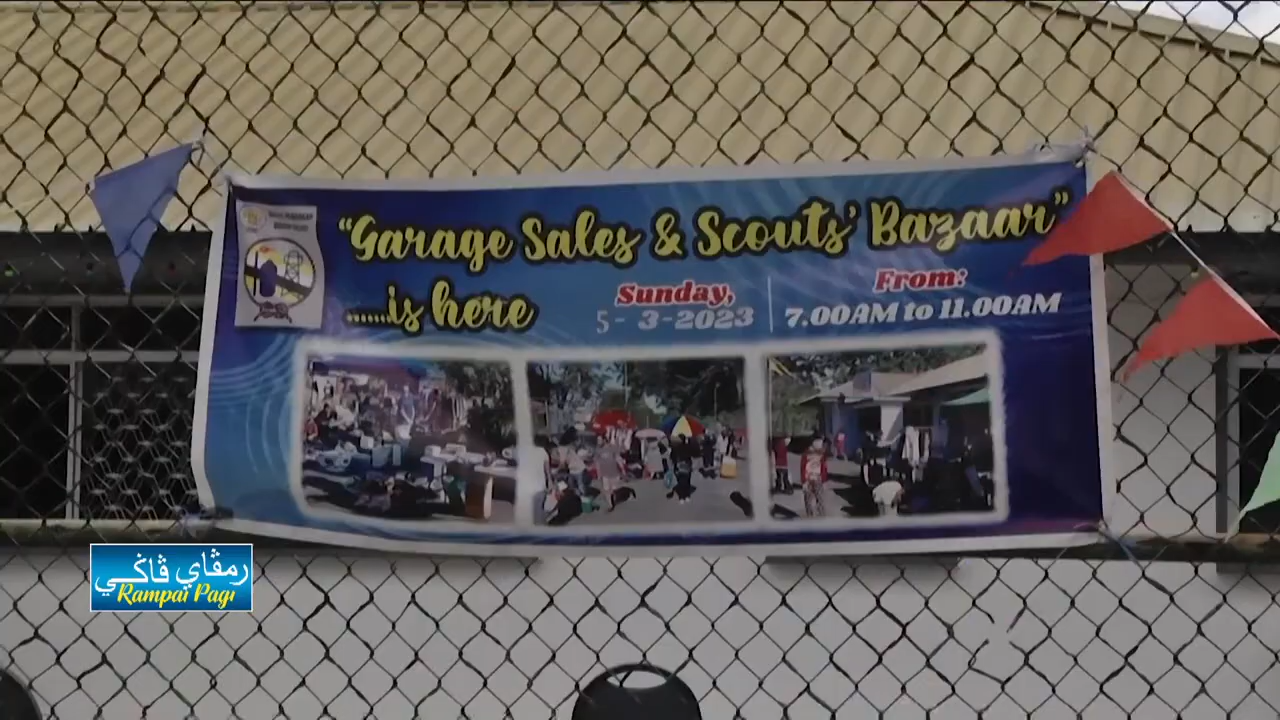 "Garage Sales & Scouts' Bazaar"
......is here
Sunday,
5- 3-2023
From:
7.00AM to 11.00AM
رمڤاي ڤاݢي
Rampai Pagi